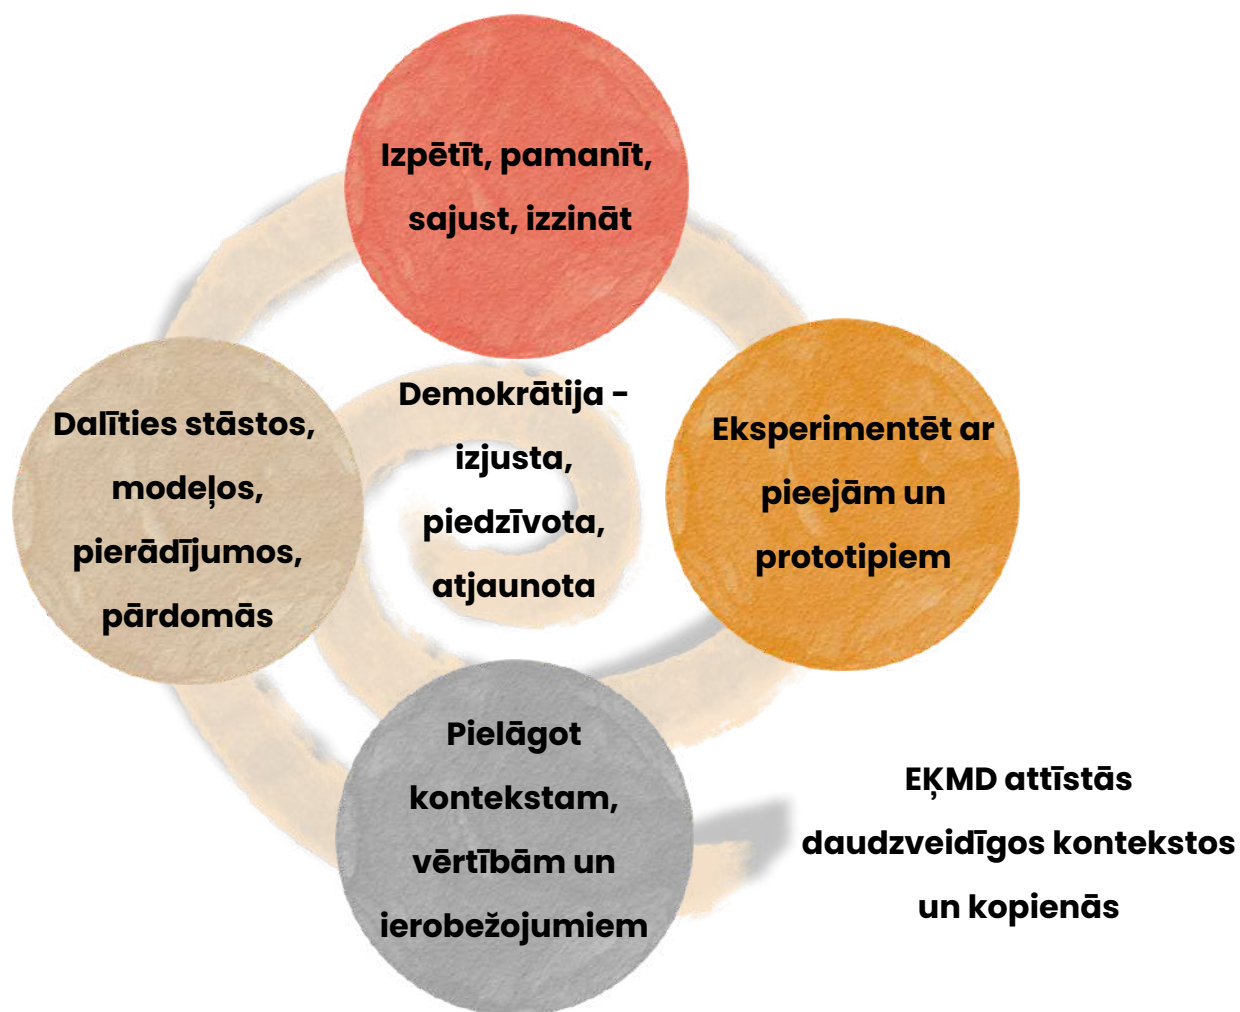 Izpētīt, pamanīt,
sajust, izzināt
Demokrātija -
izjusta,
piedzīvota,
atjaunota
Eksperimentēt ar
pieejām un
prototipiem
Dalīties stāstos,
modeļos,
pierādījumos,
pārdomās
Pielāgot
kontekstam,
vērtībām un
ierobežojumiem
EĶMD attīstās
daudzveidīgos kontekstos
un kopienās